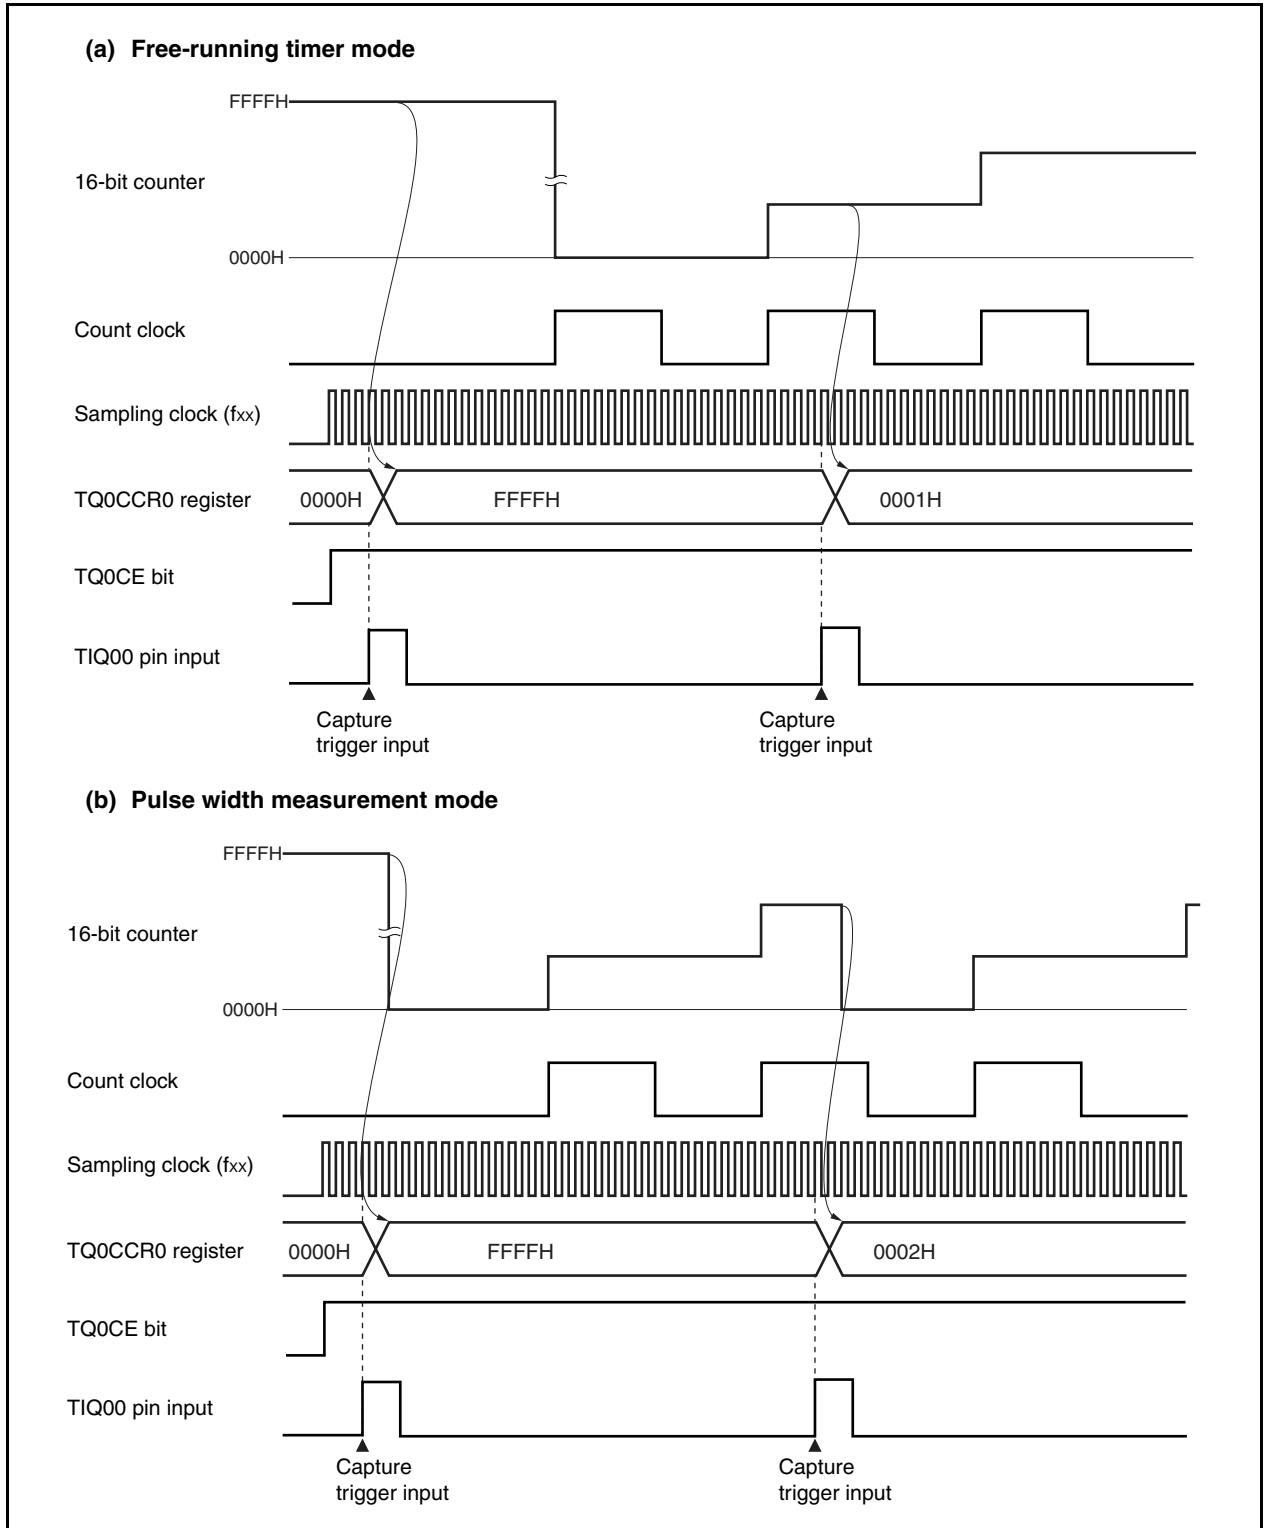 (a) Free-running timer mode
FFFFH
16-bit counter
0000H
Count clock
Sampling clock (fxx)
TQ0CCR0 register 0000H FFFFH 0001H
TQ0CE bit
TIQ00 pin input
Capture
trigger input
Capture
trigger input
(b) Pulse width measurement mode
FFFFH
16-bit counter
0000H
Count clock
Sampling clock (fxx)
TQ0CCR0 register 0000H FFFFH 0002H
TQ0CE bit
TIQ00 pin input
Capture
trigger input
Capture
trigger input